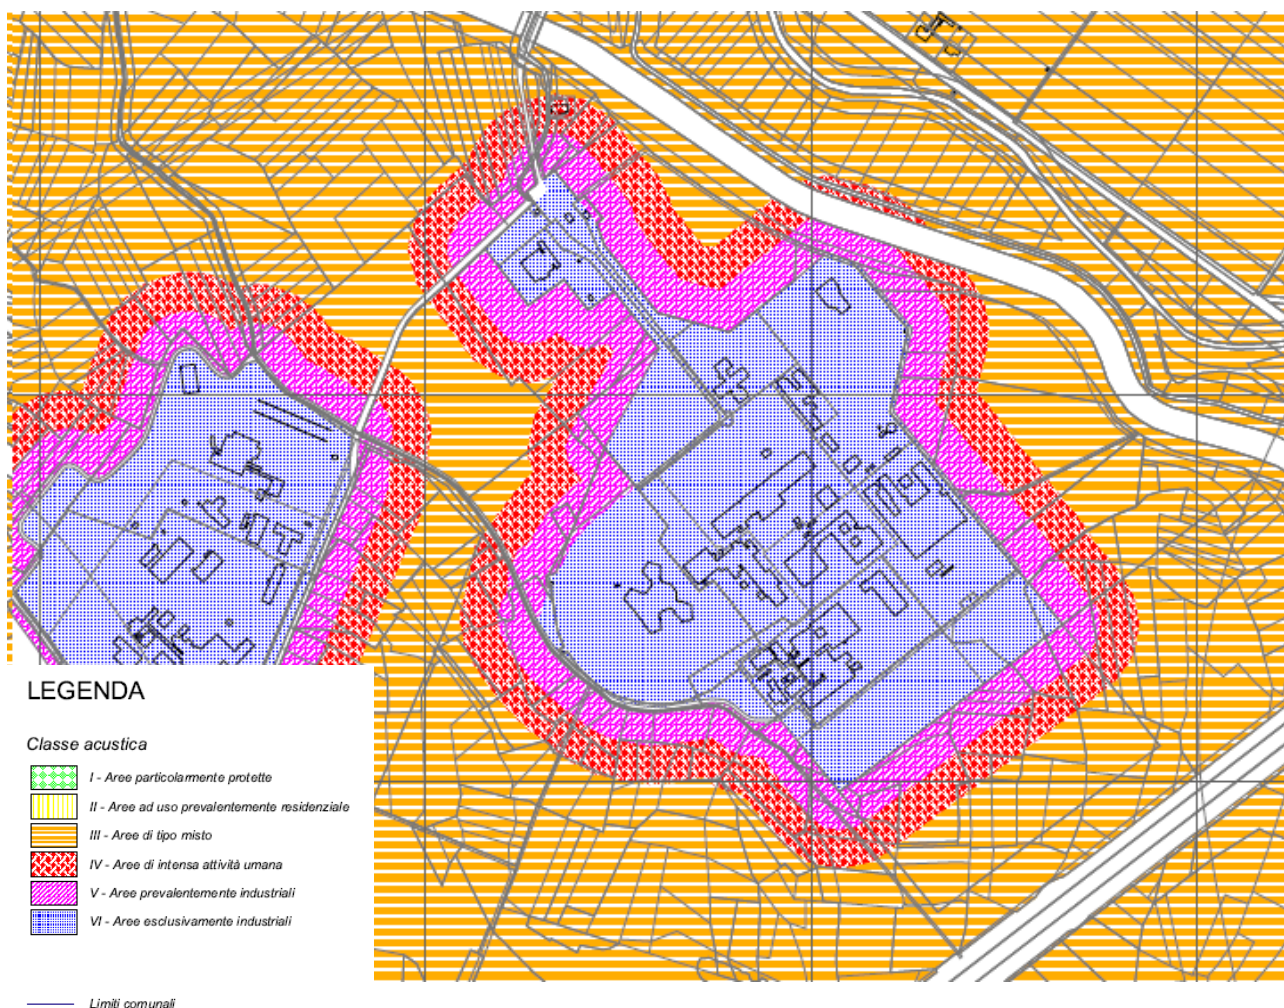 LEGENDA
Classe acustica
I - Aree particolarmente protette
II - Aree ad uso prevalentemente residenziale
III - Aree di tipo misto
IV - Aree di intensa attività umana
V - Aree prevalentemente industriali
VI - Aree esclusivamente industriali
Limiti comunali